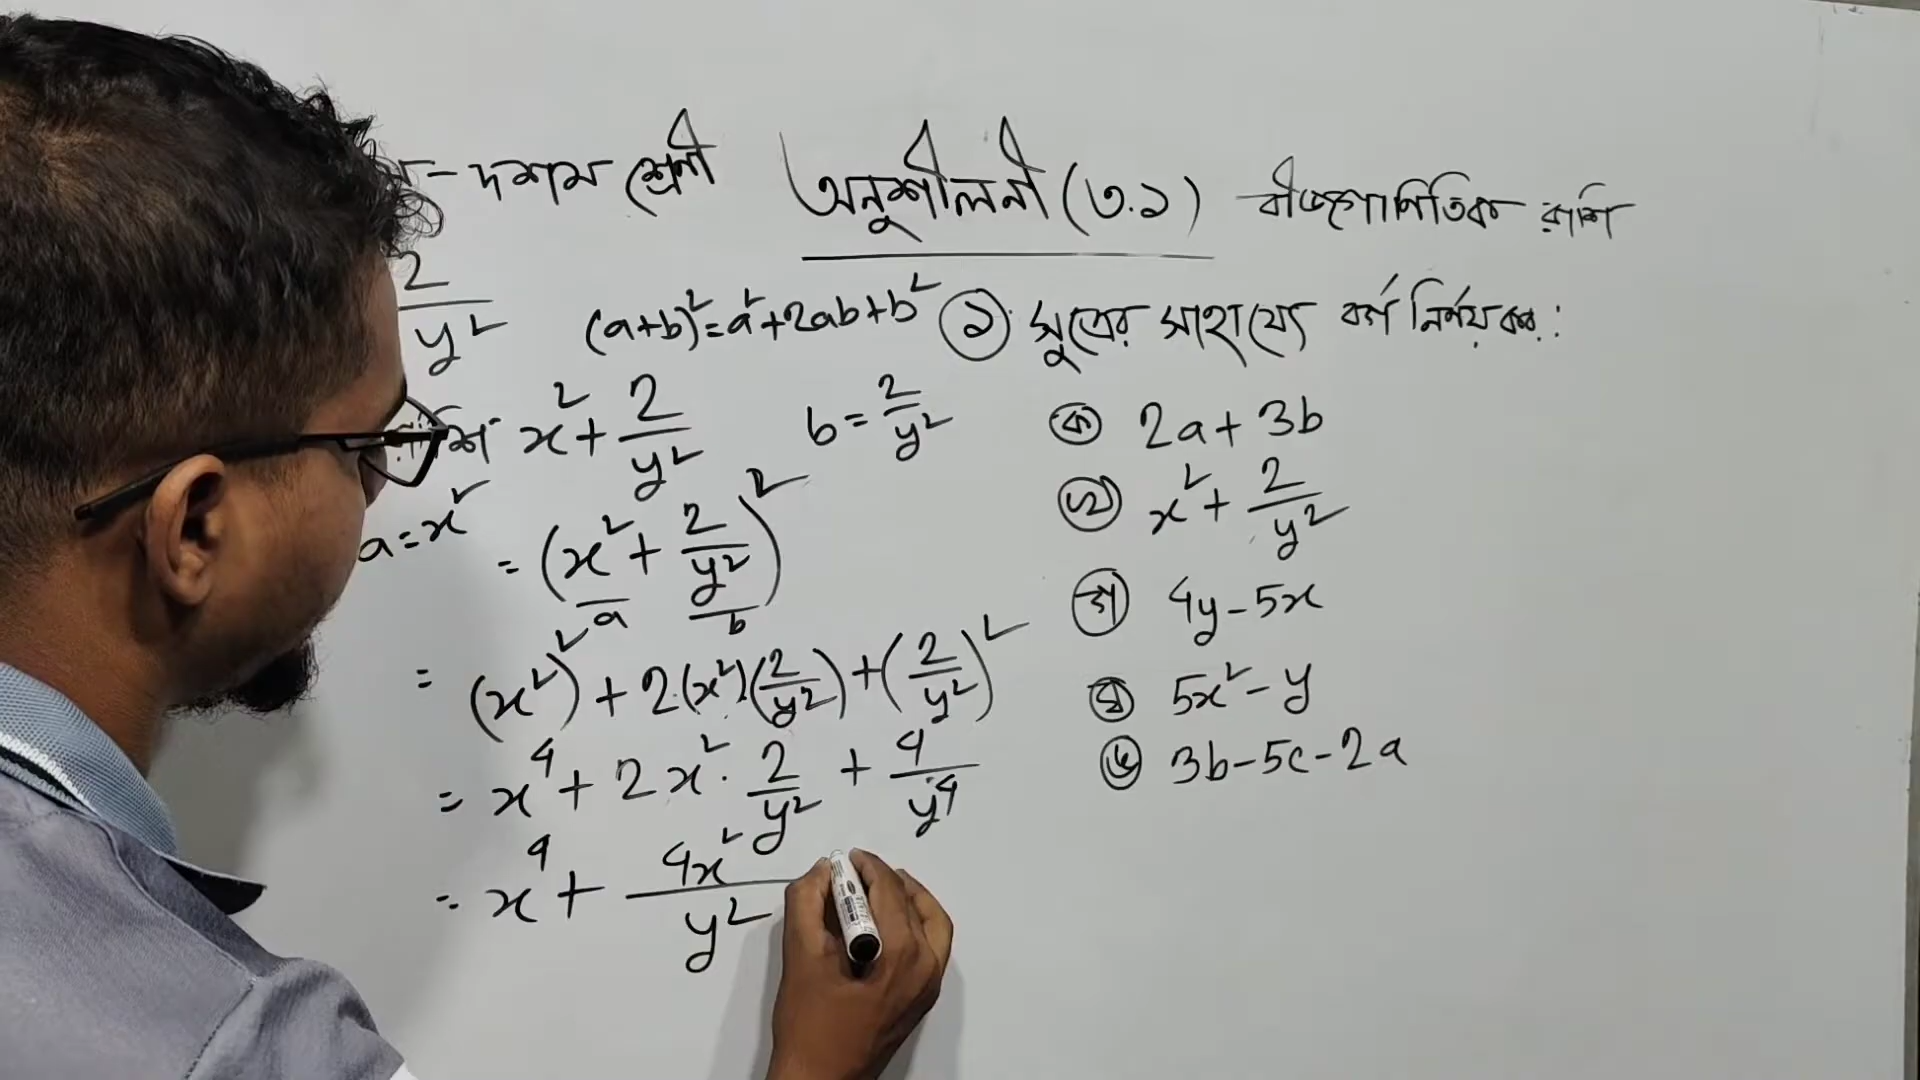 – দশম শ্রেণী অনুশীলনী (৩.১) বীজগাণিতিক রাশি
2/y²
(a+b)² = a² + 2ab + b²
১ সূত্রের সাহায্যে বর্গ নির্ণয় কর :
x² + 2/y²
b = 2/y²
a = x²
= (x² + 2/y²)²
a b
= (x²)² + 2.(x²).(2/y²) + (2/y²)²
= x⁴ + 2x² . 2/y² + 4/y⁴
= x⁴ + 4x²/y²
ক 2a + 3b
খ x² + 2/y²
গ 4y – 5x
ঘ 5x² – y
ঙ 3b – 5c – 2a